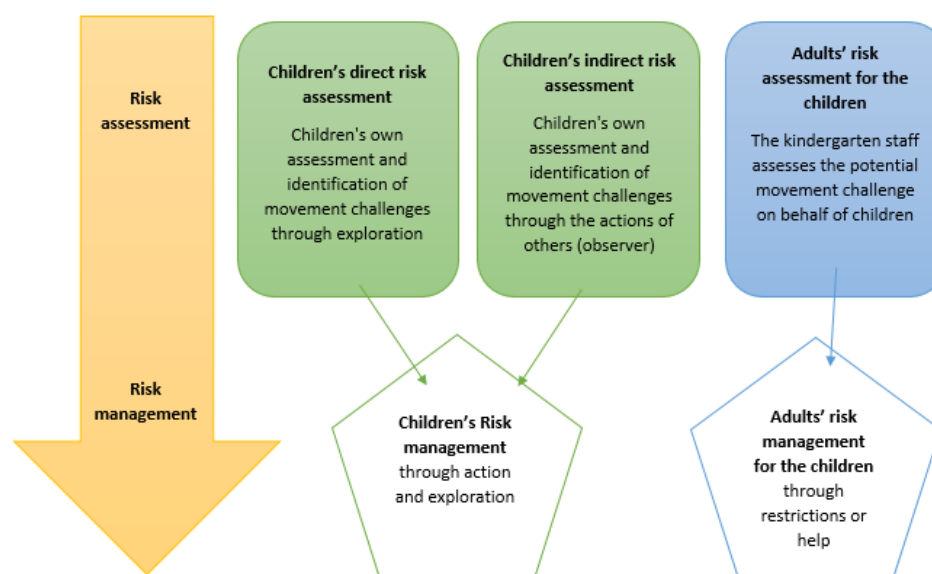 Risk
assessment
Children's direct risk
assessment
Children's own
assessment and
identification of
movement challenges
through exploration
Children's indirect risk
assessment
Children's own
assessment and
identification of
movement challenges
through the actions of
others (observer)
Adults' risk
assessment for the
children
The kindergarten staff
assesses the potential
movement challenge
on behalf of children
Risk
management
Children's Risk
management
through action
and exploration
Adults' risk
management
for the children
through
restrictions or
help